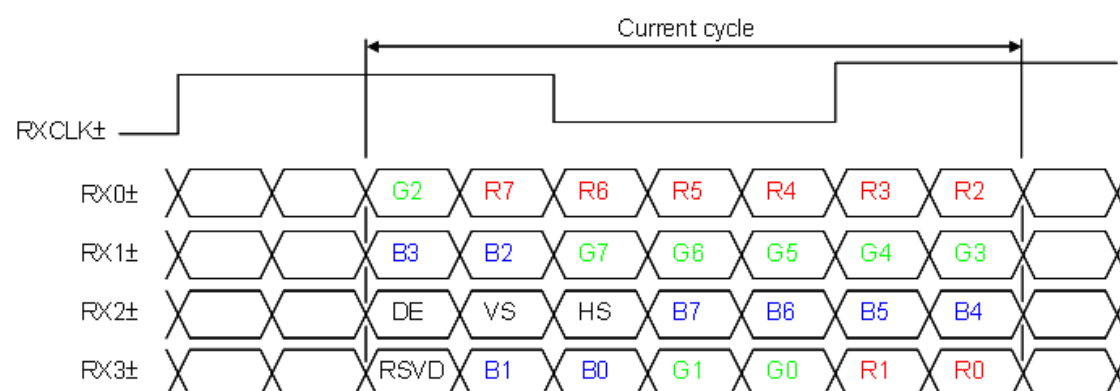 Current cycle
RXCLK±
RX0± G2 R7 R6 R5 R4 R3 R2
RX1± B3 B2 G7 G6 G5 G4 G3
RX2± DE VS HS B7 B6 B5 B4
RX3± RSVD B1 B0 G1 G0 R1 R0